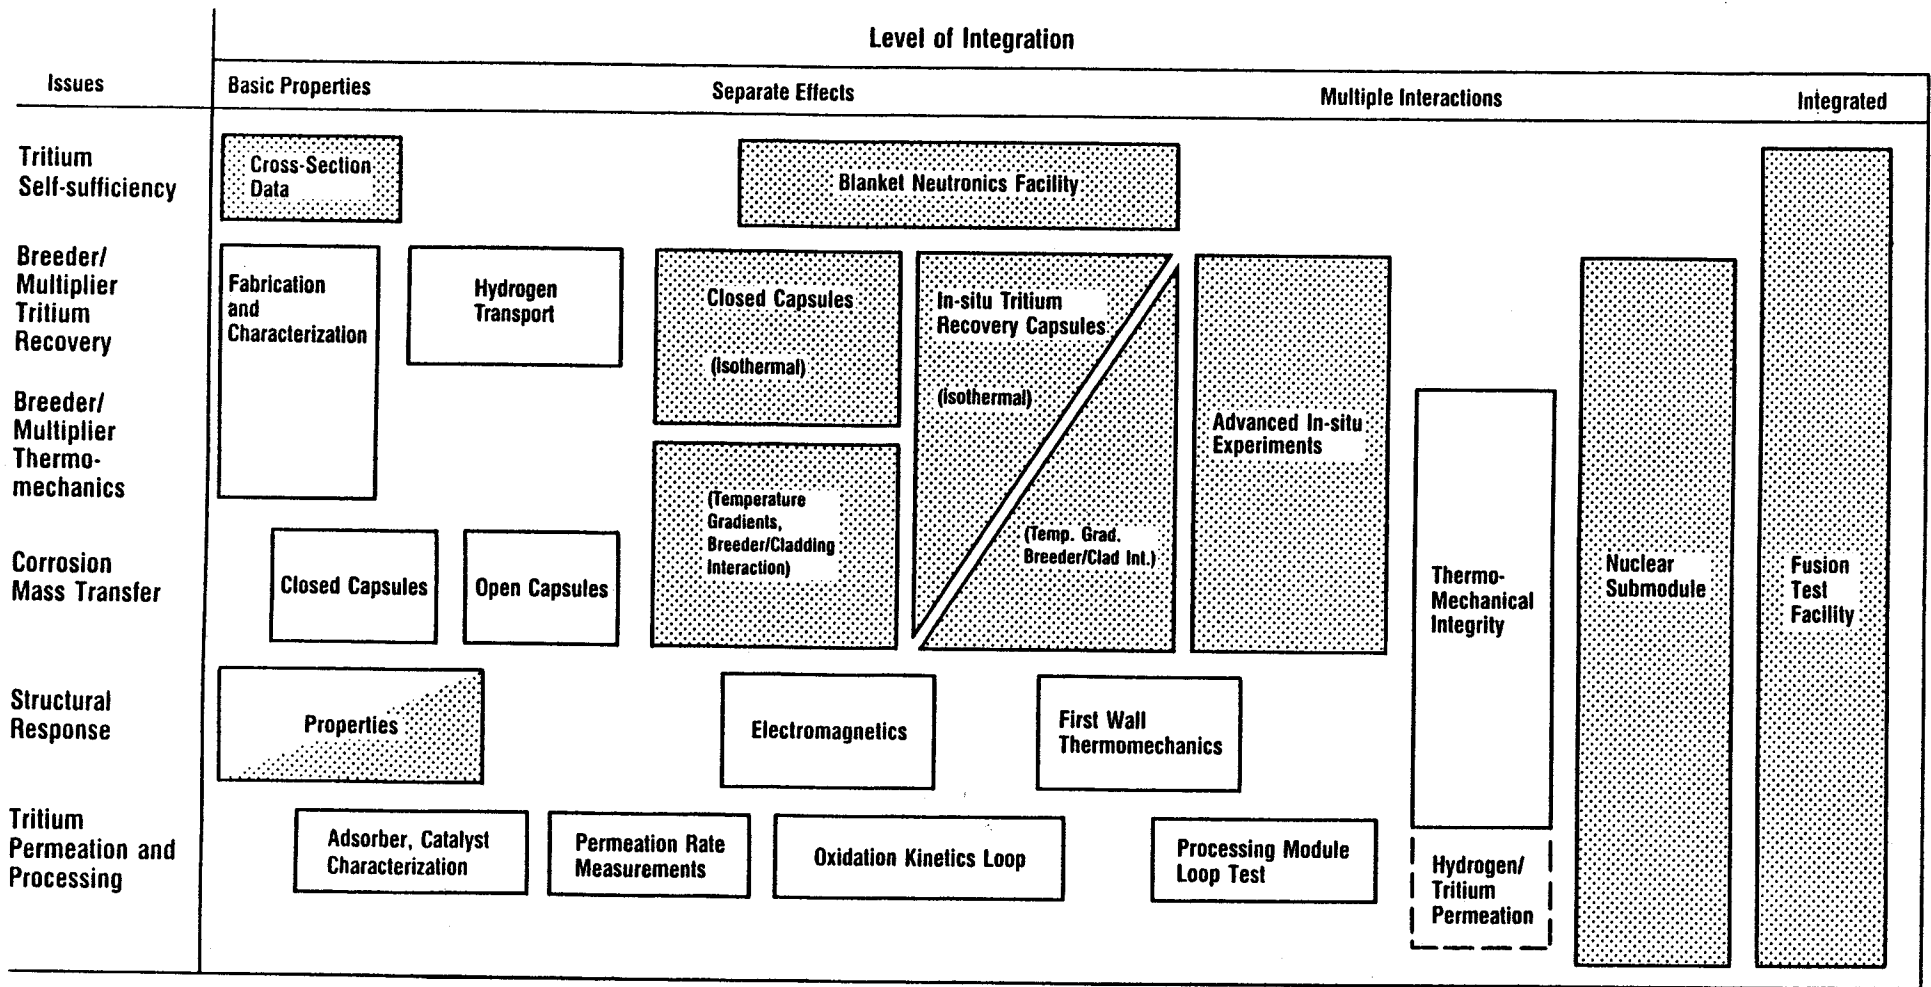 Level of Integration
Issues
Basic Properties
Separate Effects
Multiple Interactions
Integrated
Tritium
Self-sufficiency
Cross-Section
Data
Blanket Neutronics Facility
Breeder/
Multiplier
Tritium
Recovery
Fabrication
and
Characterization
Hydrogen
Transport
Closed Capsules
(Isothermal)
In-situ Tritium
Recovery Capsules
(Isothermal)
Breeder/
Multiplier
Thermo-
mechanics
(Temperature
Gradients,
Breeder/Cladding
Interaction)
(Temp. Grad.
Breeder/Clad Int.)
Advanced In-situ
Experiments
Corrosion
Mass Transfer
Closed Capsules
Open Capsules
Thermo-
Mechanical
Integrity
Nuclear
Submodule
Fusion
Test
Facility
Structural
Response
Properties
Electromagnetics
First Wall
Thermomechanics
Tritium
Permeation and
Processing
Adsorber, Catalyst
Characterization
Permeation Rate
Measurements
Oxidation Kinetics Loop
Processing Module
Loop Test
Hydrogen/
Tritium
Permeation